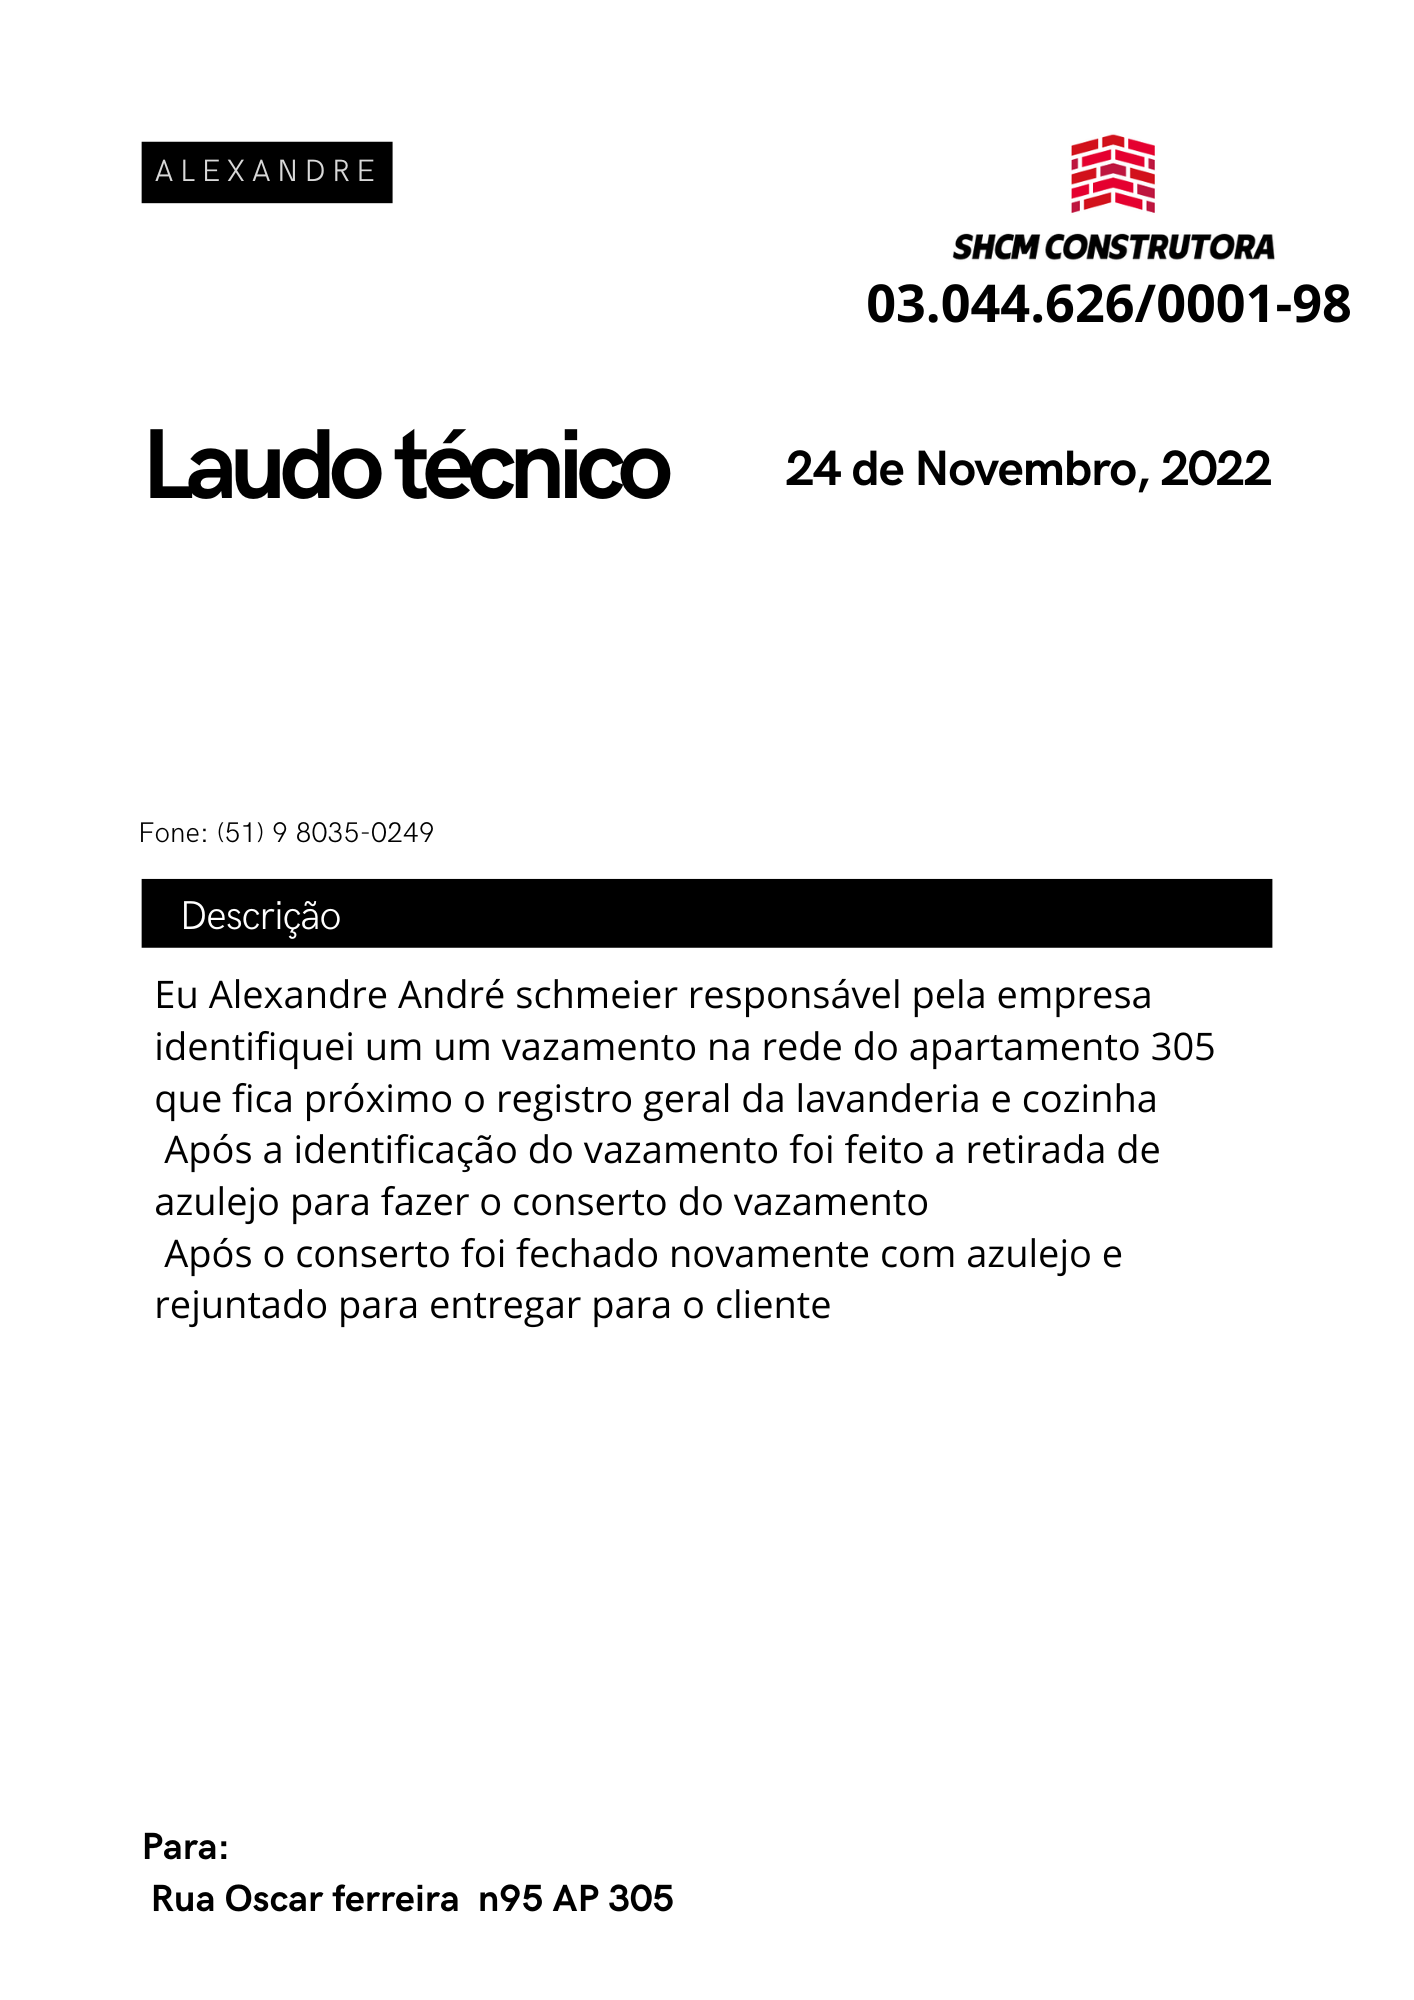 ALEXANDRE
SHCM CONSTRUTORA
03.044.626/0001-98
Laudo técnico
24 de Novembro, 2022
Fone: (51) 9 8035-0249
Descrição
Eu Alexandre André schmeier responsável pela empresa
identifiquei um um vazamento na rede do apartamento 305
que fica próximo o registro geral da lavanderia e cozinha
Após a identificação do vazamento foi feito a retirada de
azulejo para fazer o conserto do vazamento
Após o conserto foi fechado novamente com azulejo e
rejuntado para entregar para o cliente
Para:
Rua Oscar ferreira  n95 AP 305